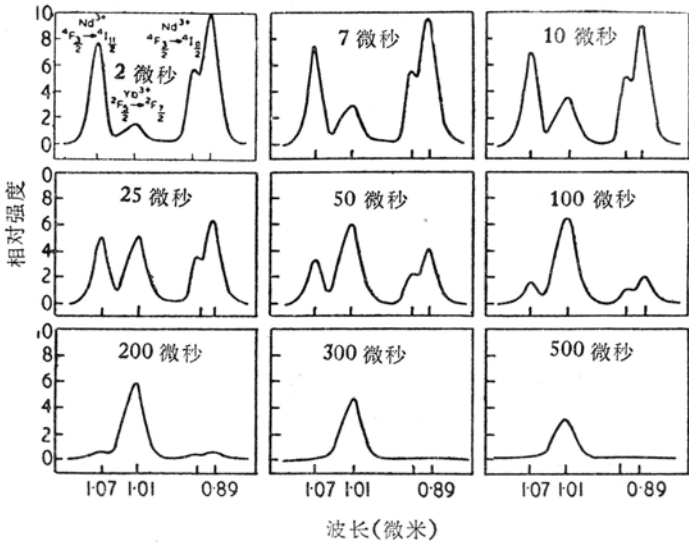 10
8
6
4
2
0
Nd³⁺
⁴F3/2→⁴I11/2
Nd³⁺
⁴F3/2→⁴I9/2
2 微秒
Yb³⁺
²F5/2→²F7/2
7 微秒
10 微秒
相对强度
8
6
4
2
0
25 微秒
50 微秒
100 微秒
8
6
4
2
0
200 微秒
300 微秒
500 微秒
1·07 1·01 0·89
1·07 1·01 0·89
1·07 1·01 0·89
波长(微米)